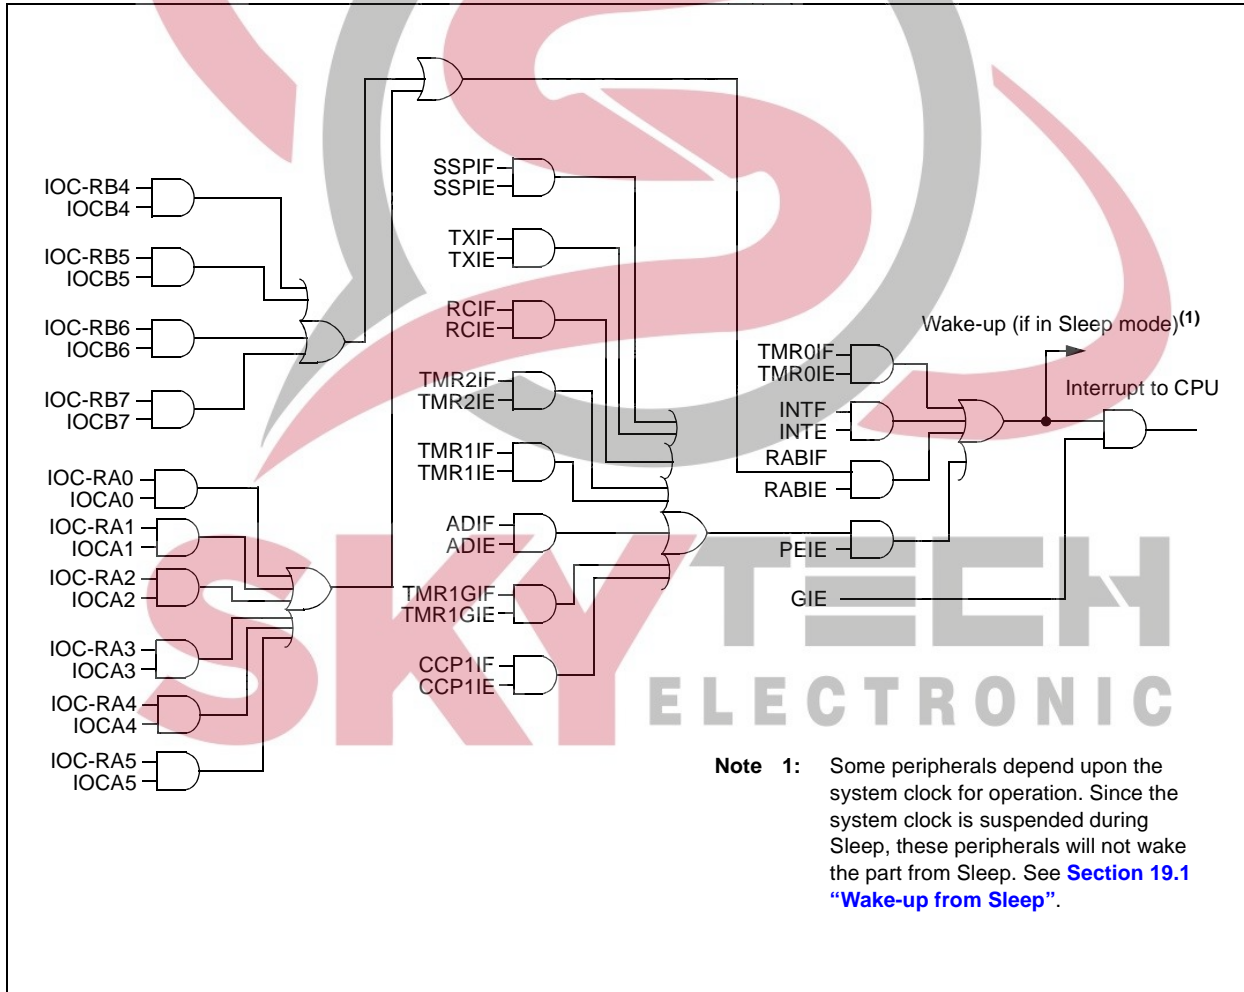 IOC-RB4
IOCB4
IOC-RB5
IOCB5
IOC-RB6
IOCB6
IOC-RB7
IOCB7
IOC-RA0
IOCA0
IOC-RA1
IOCA1
IOC-RA2
IOCA2
IOC-RA3
IOCA3
IOC-RA4
IOCA4
IOC-RA5
IOCA5
SSPIF
SSPIE
TXIF
TXIE
RCIF
RCIE
TMR2IF
TMR2IE
TMR1IF
TMR1IE
ADIF
ADIE
TMR1GIF
TMR1GIE
CCP1IF
CCP1IE
Wake-up (if in Sleep mode)(1)
TMR0IF
TMR0IE
Interrupt to CPU
INTF
INTE
RABIF
RABIE
PEIE
GIE
SKYTECH
ELECTRONIC
Note 1: Some peripherals depend upon the
system clock for operation. Since the
system clock is suspended during
Sleep, these peripherals will not wake
the part from Sleep. See Section 19.1
“Wake-up from Sleep”.